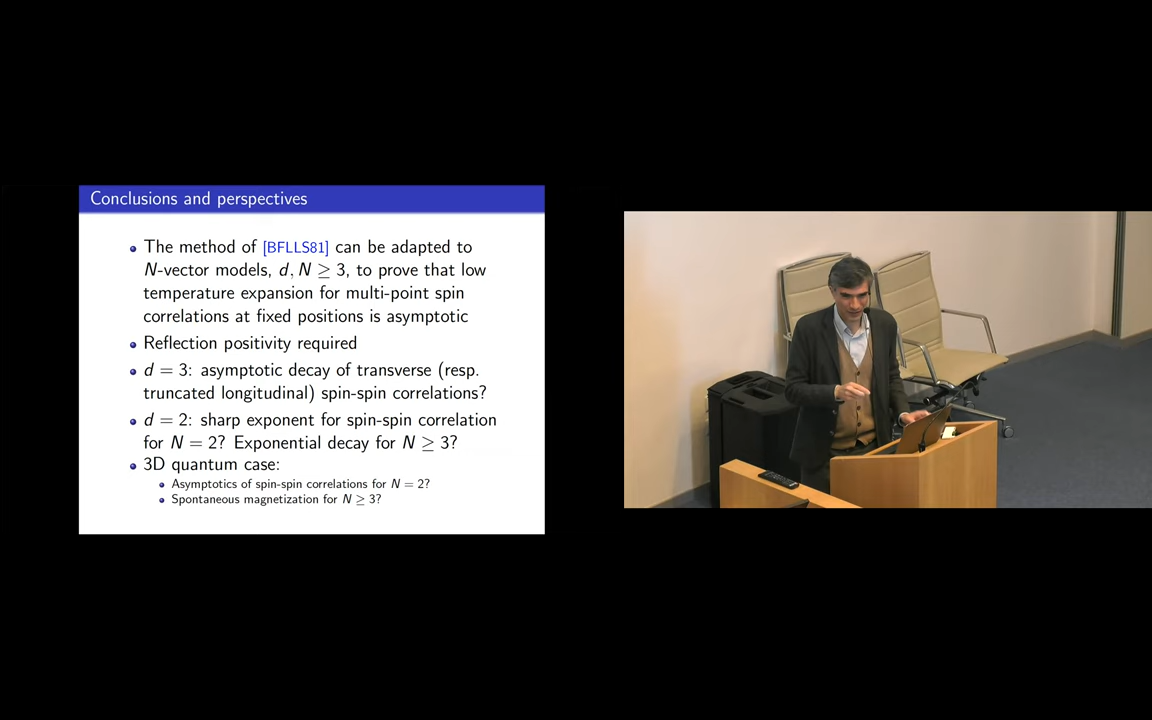 Conclusions and perspectives
The method of [BFLLS81] can be adapted to
N-vector models, d, N ≥ 3, to prove that low
temperature expansion for multi-point spin
correlations at fixed positions is asymptotic
Reflection positivity required
d = 3: asymptotic decay of transverse (resp.
truncated longitudinal) spin-spin correlations?
d = 2: sharp exponent for spin-spin correlation
for N = 2? Exponential decay for N ≥ 3?
3D quantum case:
Asymptotics of spin-spin correlations for N = 2?
Spontaneous magnetization for N ≥ 3?